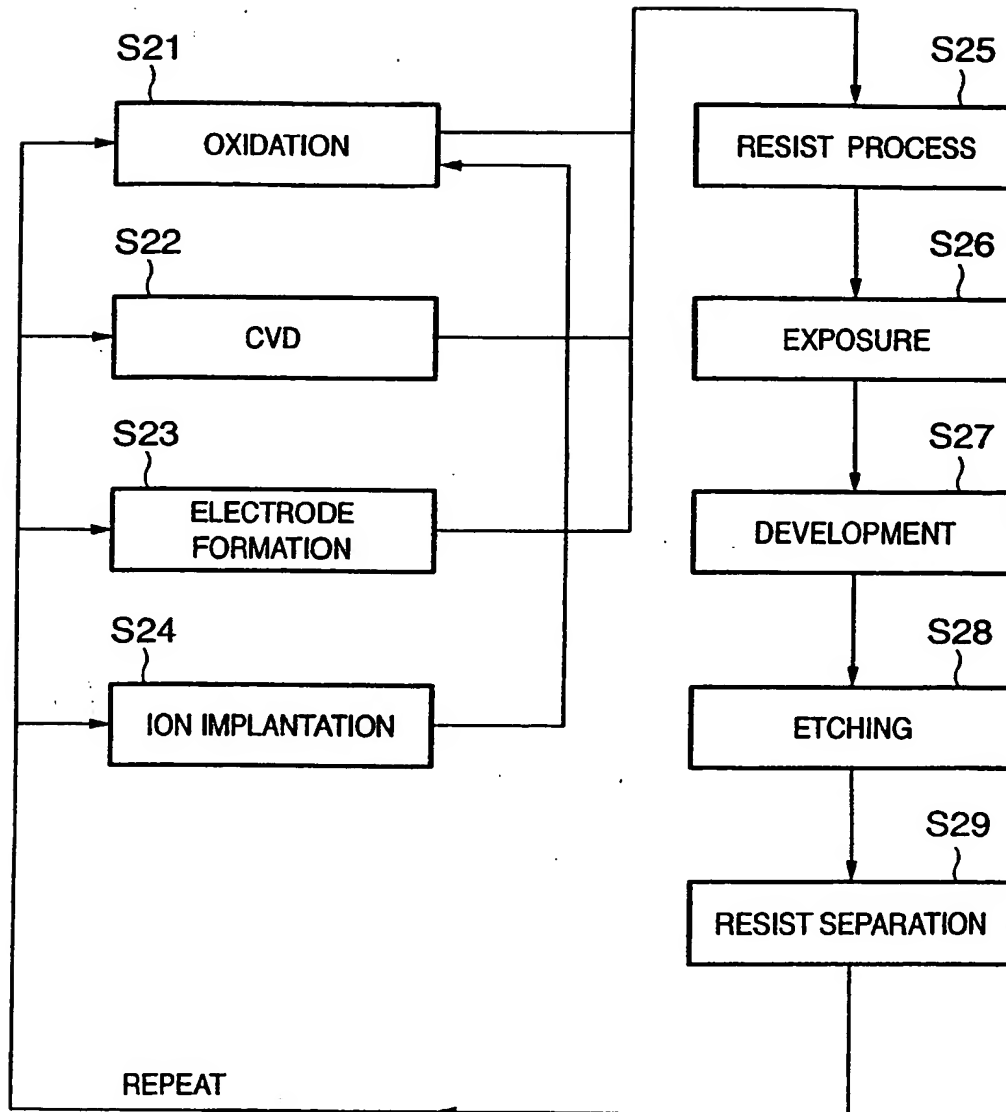 S21
OXIDATION
S22
CVD
S23
ELECTRODE
FORMATION
S24
ION IMPLANTATION
S25
RESIST PROCESS
S26
EXPOSURE
S27
DEVELOPMENT
S28
ETCHING
S29
RESIST SEPARATION
REPEAT